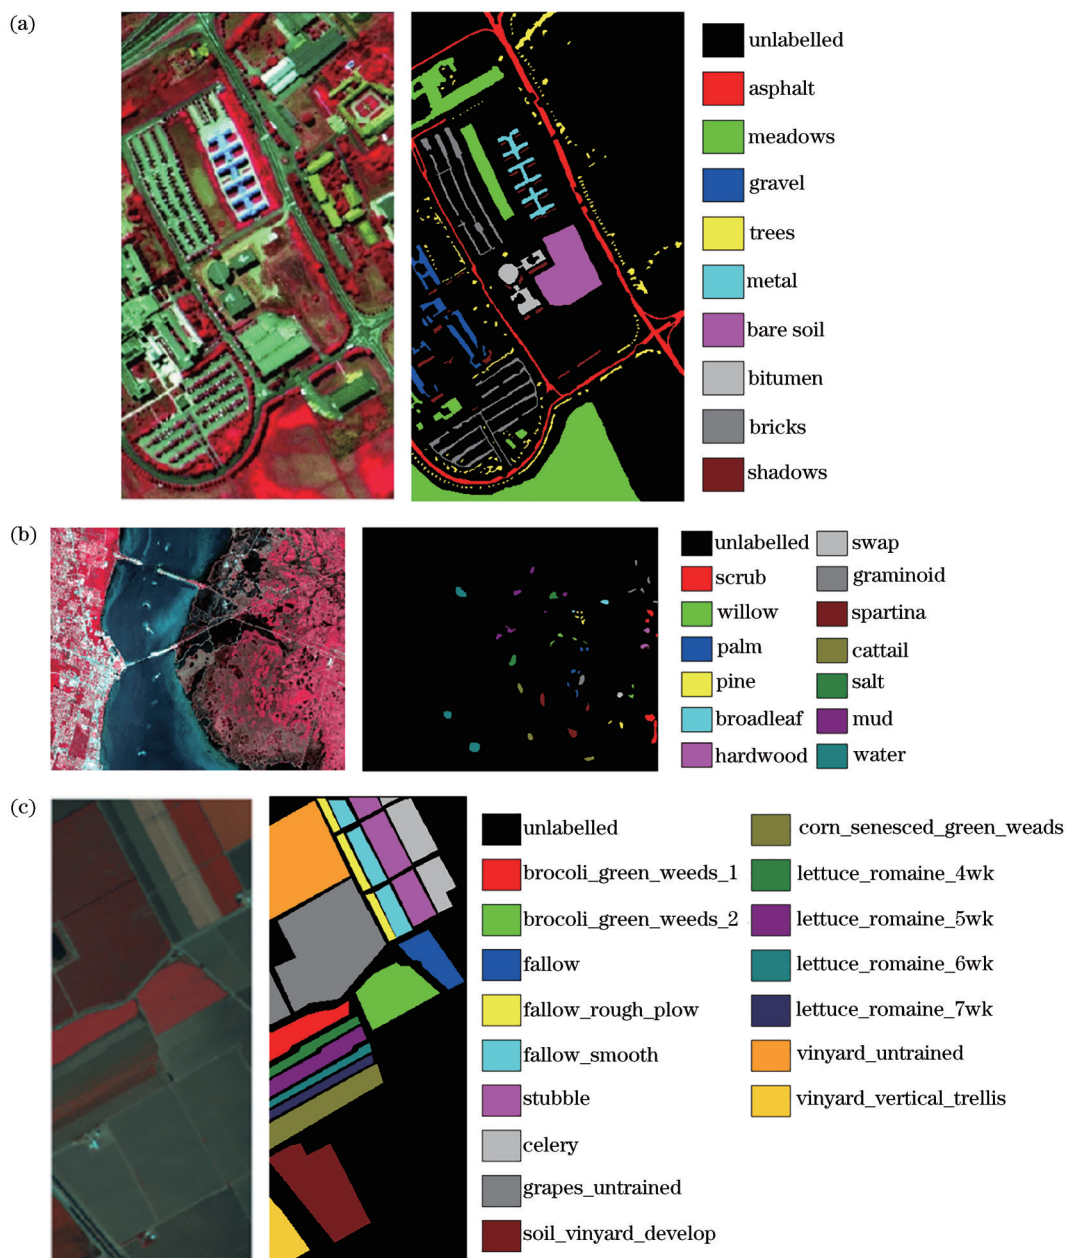 (a)
unlabelled
asphalt
meadows
gravel
trees
metal
bare soil
bitumen
bricks
shadows
(b)
unlabelled
scrub
willow
palm
pine
broadleaf
hardwood
swap
graminoid
spartina
cattail
salt
mud
water
(c)
unlabelled
brocoli_green_weeds_1
brocoli_green_weeds_2
fallow
fallow_rough_plow
fallow_smooth
stubble
celery
grapes_untrained
soil_vinyard_develop
corn_senesced_green_weads
lettuce_romaine_4wk
lettuce_romaine_5wk
lettuce_romaine_6wk
lettuce_romaine_7wk
vinyard_untrained
vinyard_vertical_trellis